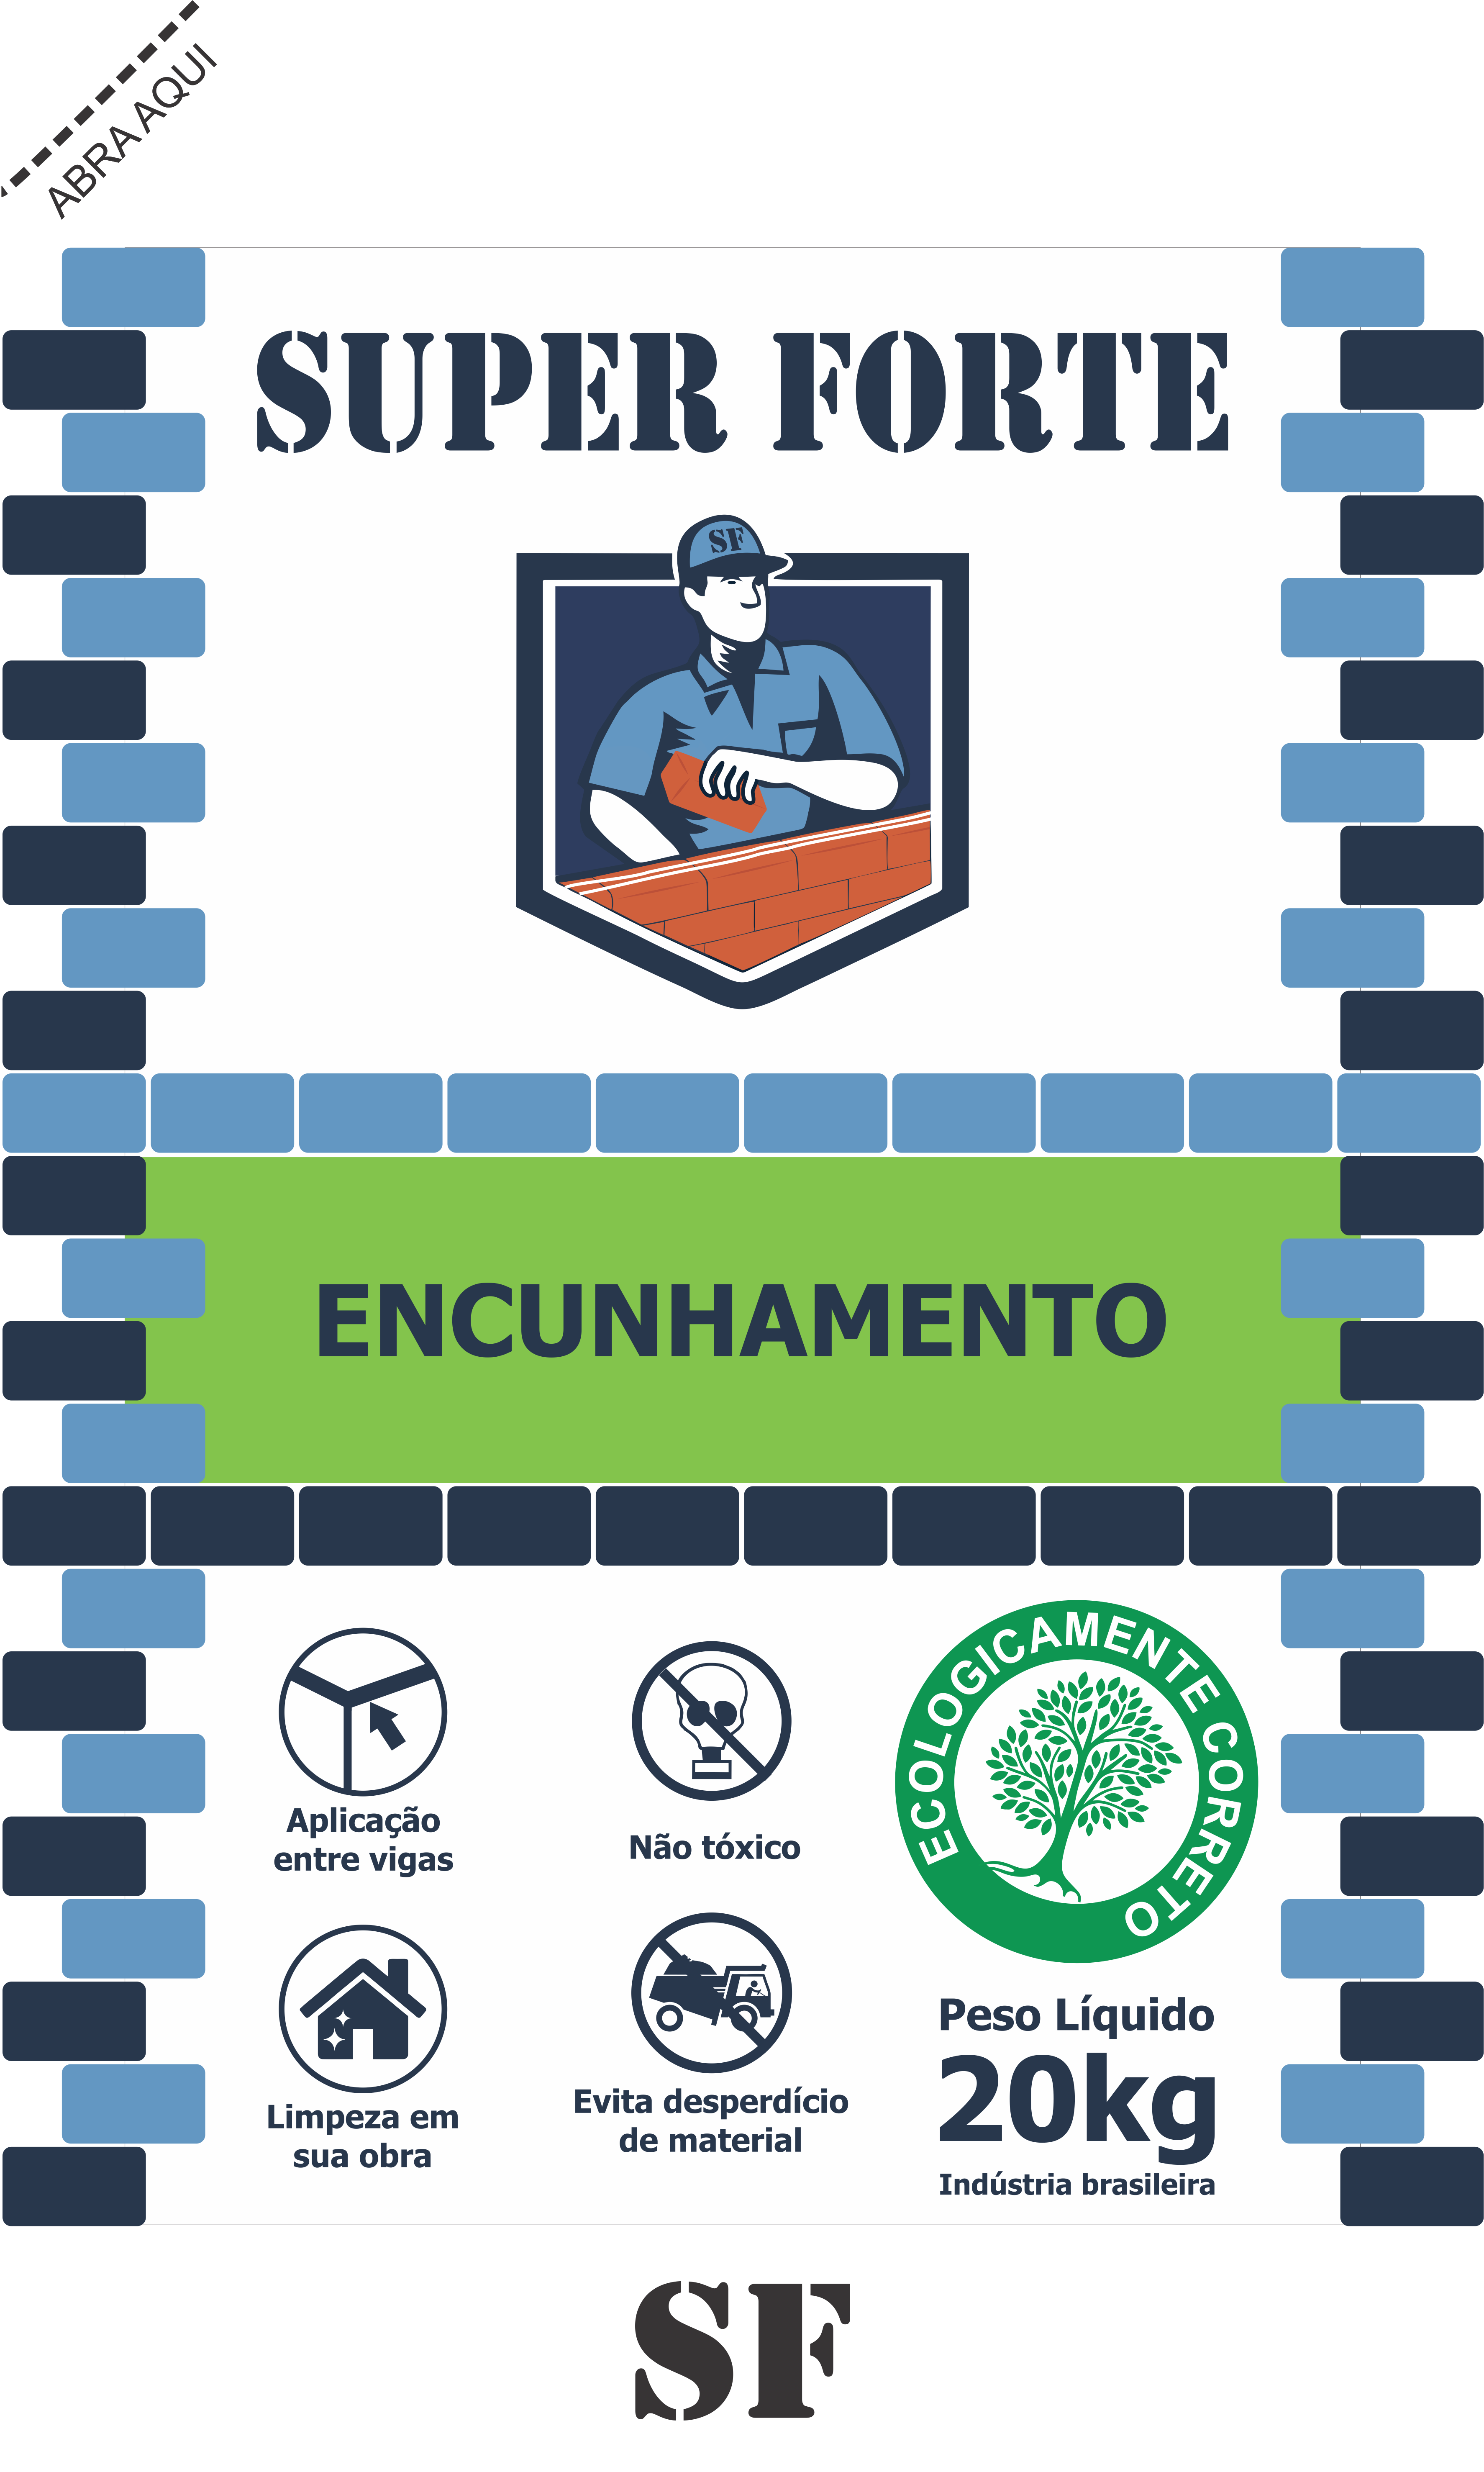 ABRA AQUI
SUPER FORTE
SF
ENCUNHAMENTO
Aplicação
entre vigas
Não tóxico
ECOLOGICAMENTE CORRETO
Limpeza em
sua obra
Evita desperdício
de material
Peso Líquido
20kg
Indústria brasileira
SF